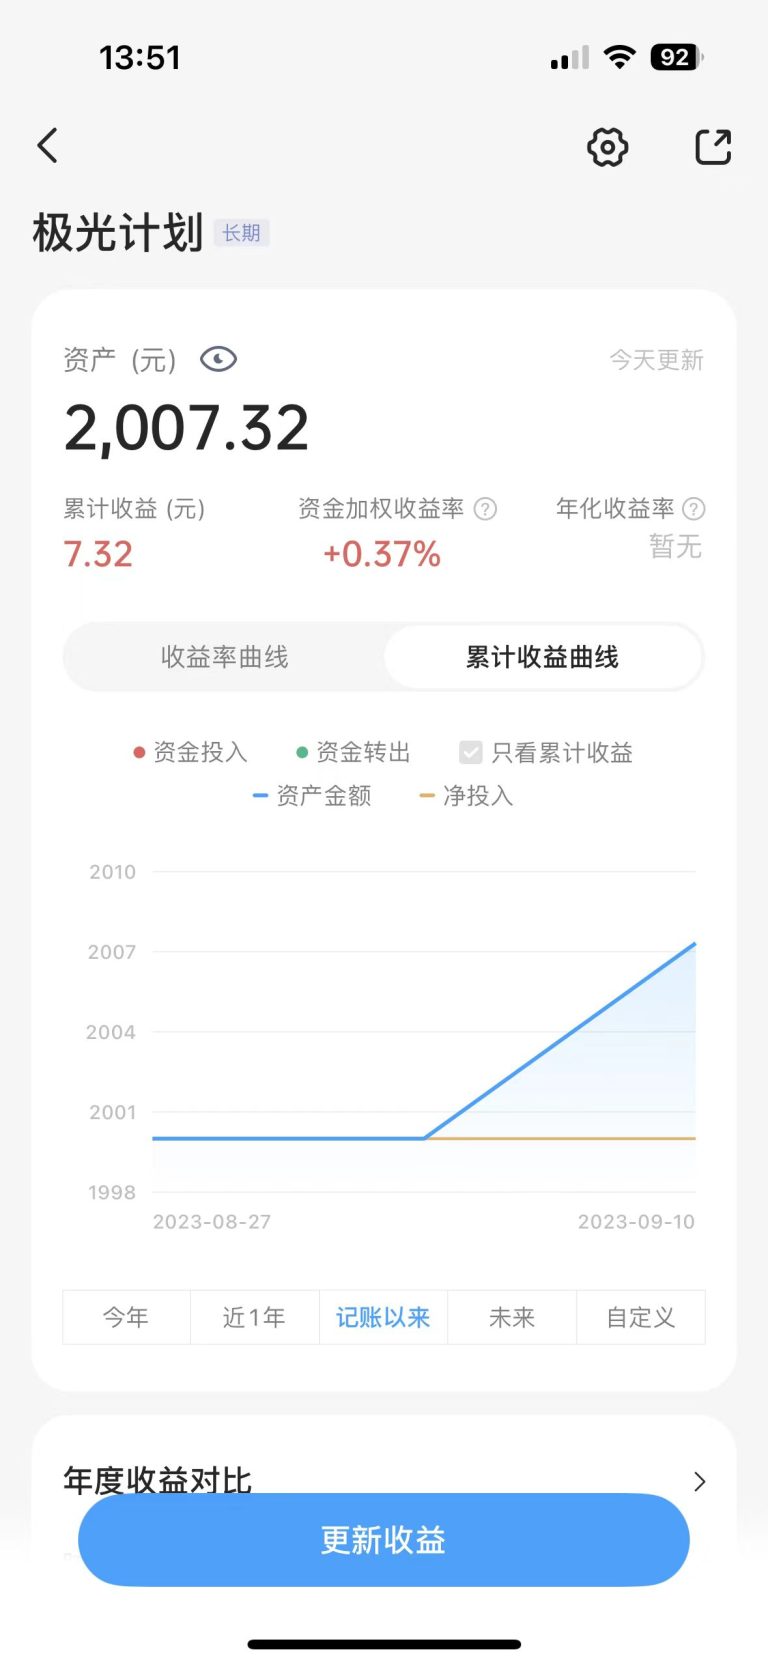 13:51
92
极光计划 长期
资产 (元) 今天更新
2,007.32
累计收益 (元) 资金加权收益率 ? 年化收益率 ?
7.32 +0.37% 暂无
收益率曲线 累计收益曲线
资金投入 资金转出 只看累计收益
资产金额 净投入
2010
2007
2004
2001
1998
2023-08-27 2023-09-10
今年 近1年 记账以来 未来 自定义
年度收益对比
更新收益